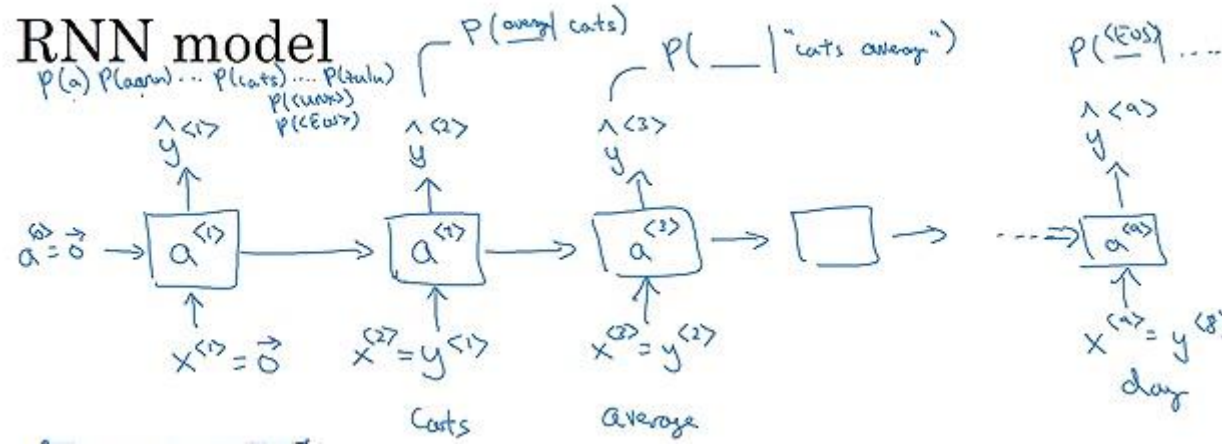 RNN model
P(a) P(aaron) ... P(cats) .... P(zulu)
P(<UNK>)
P(<EOS>)
P(average | cats)
P( __ | "cats average")
P(<EOS> | ....
ŷ<1> ŷ<2> ŷ<3> ŷ<9>
a<0> = 0⃗ → a<1> → a<2> → a<3> → → ---→ a<9>
x<1> = 0⃗ x<2> = y<1> x<3> = y<2> x<9> = y<8>
Cats average day